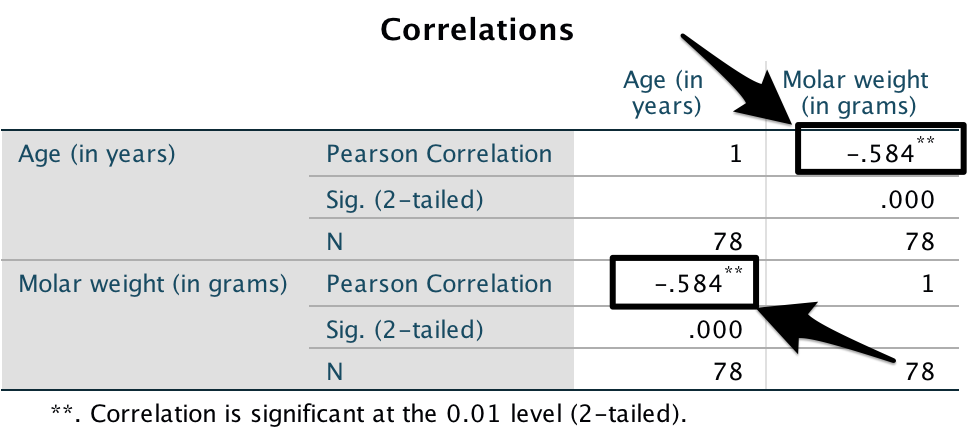 Correlations
Age (in years) Molar weight (in grams)
Age (in years) Pearson Correlation 1 -.584**
Sig. (2-tailed) .000
N 78 78
Molar weight (in grams) Pearson Correlation -.584** 1
Sig. (2-tailed) .000
N 78 78
**. Correlation is significant at the 0.01 level (2-tailed).